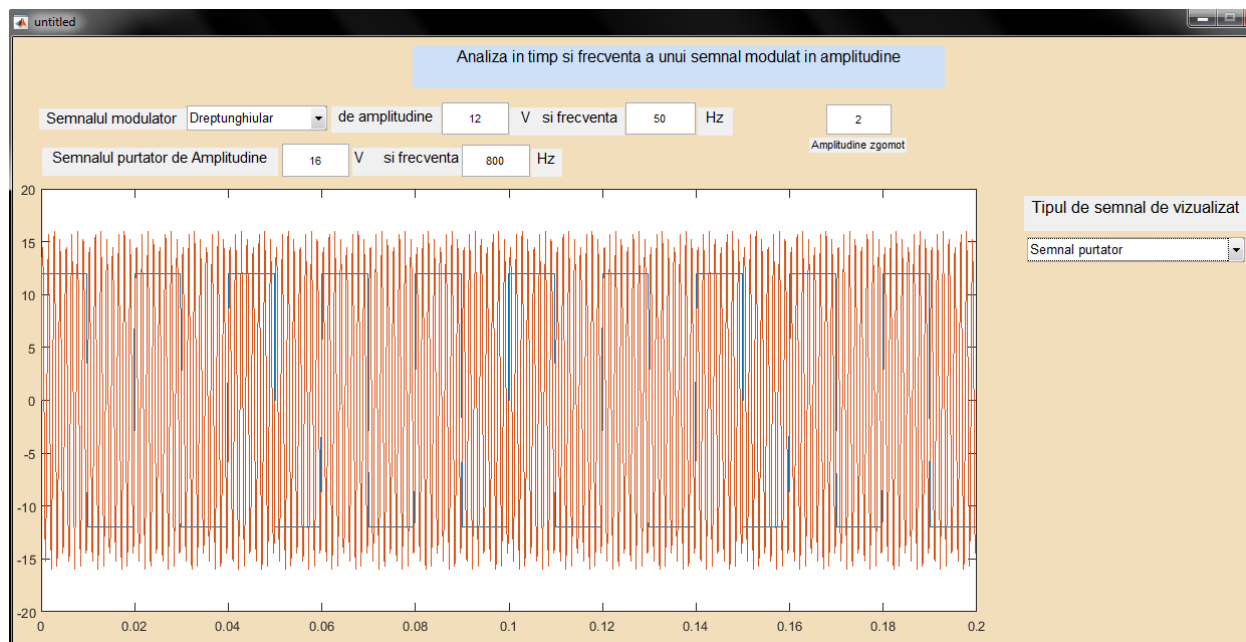 untitled
Analiza in timp si frecventa a unui semnal modulat in amplitudine
Semnalul modulator Dreptunghiular de amplitudine 12 V si frecventa 50 Hz 2
Amplitudine zgomot
Semnalul purtator de Amplitudine 16 V si frecventa 800 Hz
Tipul de semnal de vizualizat
Semnal purtator
20
15
10
5
0
-5
-10
-15
-20
0 0.02 0.04 0.06 0.08 0.1 0.12 0.14 0.16 0.18 0.2